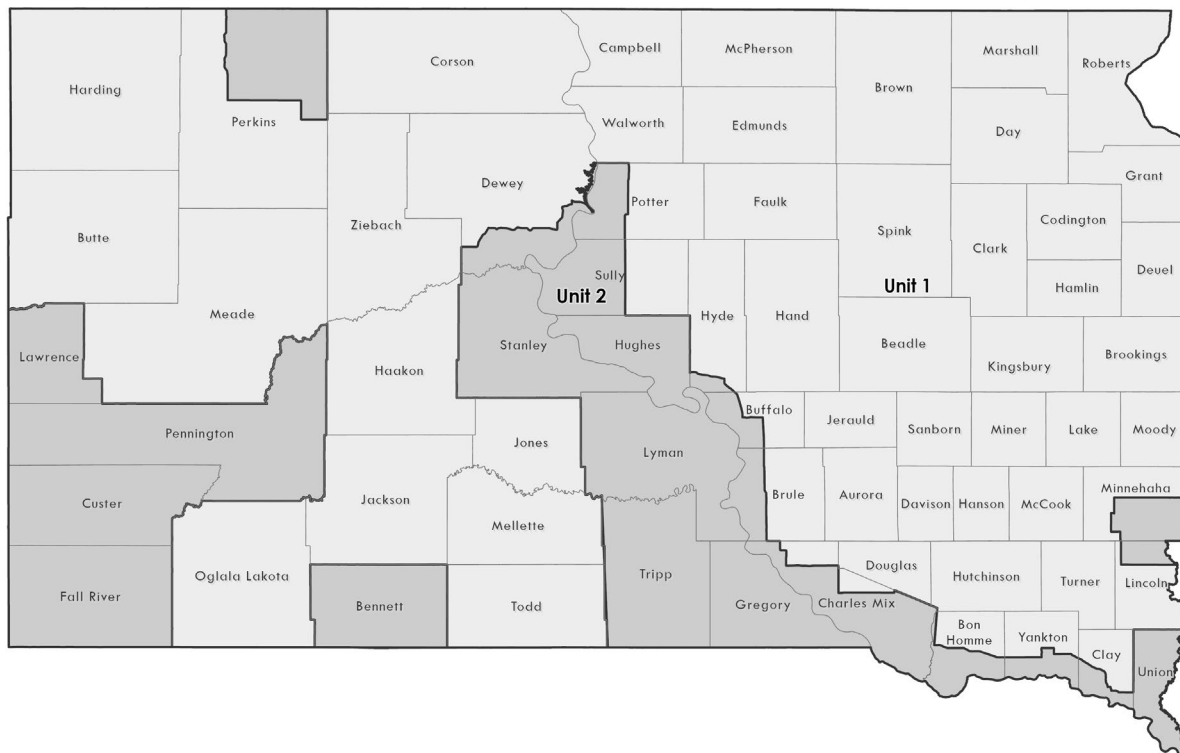 Campbell
McPherson
Marshall
Roberts
Corson
Harding
Brown
Perkins
Walworth
Edmunds
Day
Grant
Dewey
Potter
Faulk
Codington
Ziebach
Spink
Butte
Clark
Deuel
Sully
Unit 2
Unit 1
Hamlin
Meade
Hyde
Hand
Lawrence
Stanley
Hughes
Beadle
Brookings
Kingsbury
Haakon
Buffalo
Jerauld
Pennington
Jones
Lyman
Sanborn
Miner
Lake
Moody
Minnehaha
Custer
Jackson
Brule
Aurora
Davison
Hanson
McCook
Mellette
Oglala Lakota
Tripp
Douglas
Hutchinson
Turner
Lincoln
Fall River
Bennett
Todd
Gregory
Charles Mix
Bon
Homme
Yankton
Clay
Union